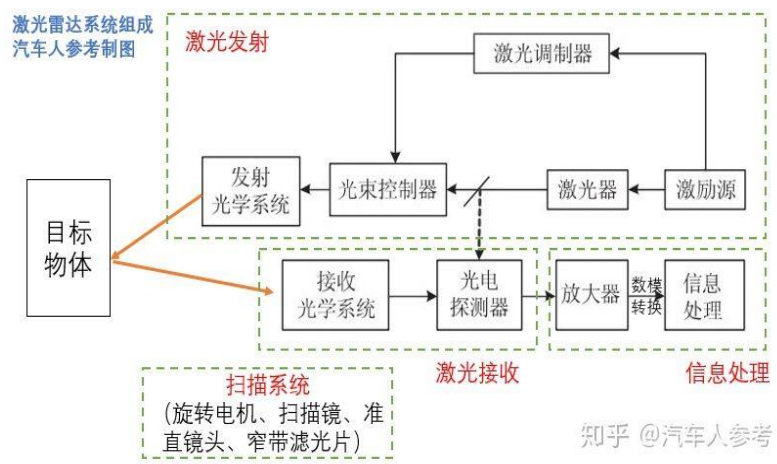 激光雷达系统组成
汽车人参考制图
激光发射
激光调制器
发射
光学系统
光束控制器
激光器
激励源
目标
物体
接收
光学系统
光电
探测器
放大器
数模
转换
信息
处理
激光接收
信息处理
扫描系统
(旋转电机、扫描镜、准
直镜头、窄带滤光片)
知乎 @汽车人参考